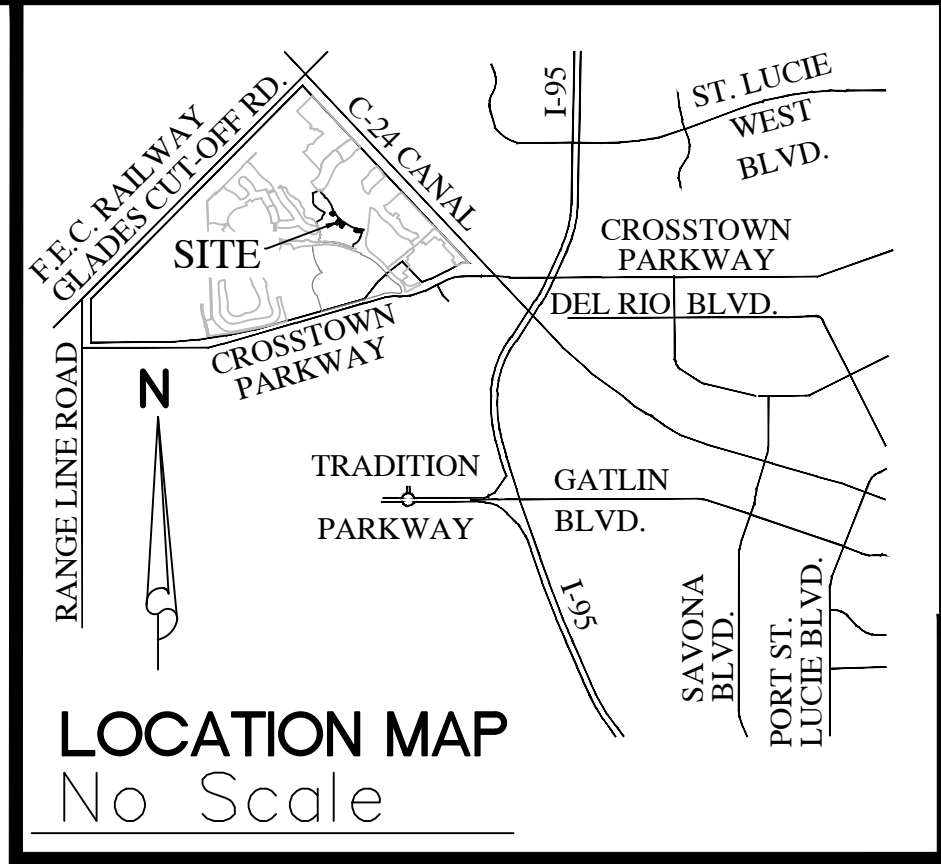 F.E.C. RAILWAY
GLADES CUT-OFF RD.
C-24 CANAL
I-95
ST. LUCIE
WEST
BLVD.
SITE
CROSSTOWN
PARKWAY
DEL RIO BLVD.
CROSSTOWN
PARKWAY
RANGE LINE ROAD
N
TRADITION
PARKWAY
GATLIN
BLVD.
I-95
SAVONA
BLVD.
PORT ST.
LUCIE BLVD.
LOCATION MAP
No Scale